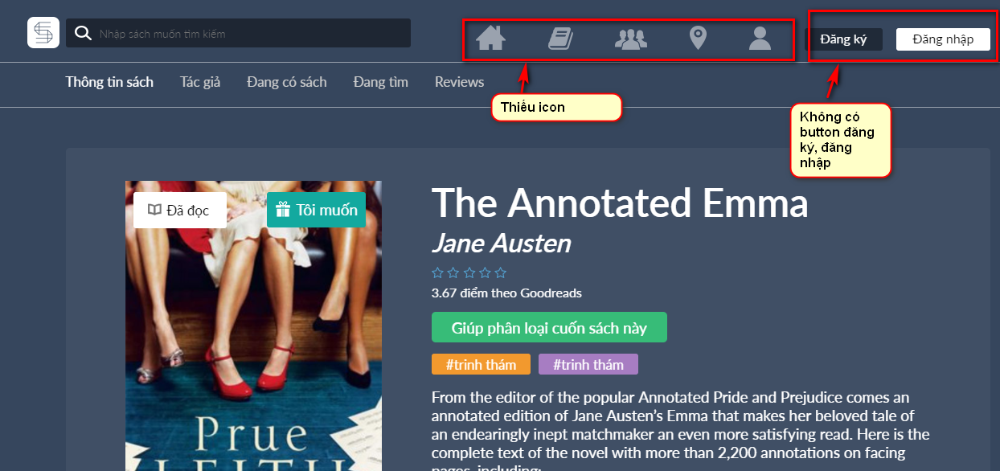 Nhập sách muốn tìm kiếm
Đăng ký
Đăng nhập
Thông tin sách
Tác giả
Đang có sách
Đang tìm
Reviews
Thiếu icon
Không có
button đăng
ký, đăng
nhập
Đã đọc
Tôi muốn
The Annotated Emma
Jane Austen
3.67 điểm theo Goodreads
Giúp phân loại cuốn sách này
#trinh thám
#trinh thám
From the editor of the popular Annotated Pride and Prejudice comes an
annotated edition of Jane Austen’s Emma that makes her beloved tale of
an endearingly inept matchmaker an even more satisfying read. Here is the
complete text of the novel with more than 2,200 annotations on facing
pages, including:
Prue
LEITH